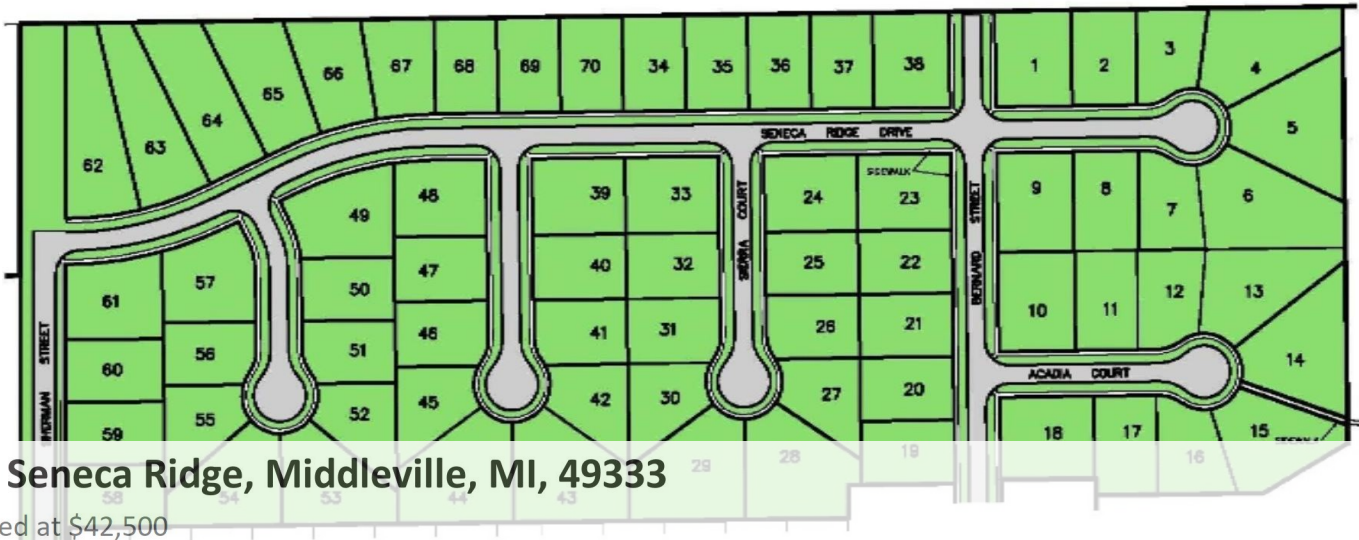 3
67 68 69 70 34 35 36 37 38 1 2 4
66
65
64
63
62
5
SENECA RIDGE DRIVE
SIDEWALK
48 39 33 24 23 9 8 7 6
49
COURT
STREET
BERNARD
SIERRA
47 40 32 25 22
57 50
61
12 13
10 11
46 41 31 26 21
STREET
56 51
60
14
ACADIA COURT
45 42 30 27 20
55 52
59
18 17 15
19
16
29 28
Seneca Ridge, Middleville, MI, 49333
58 54 53 44 43
ed at $42,500